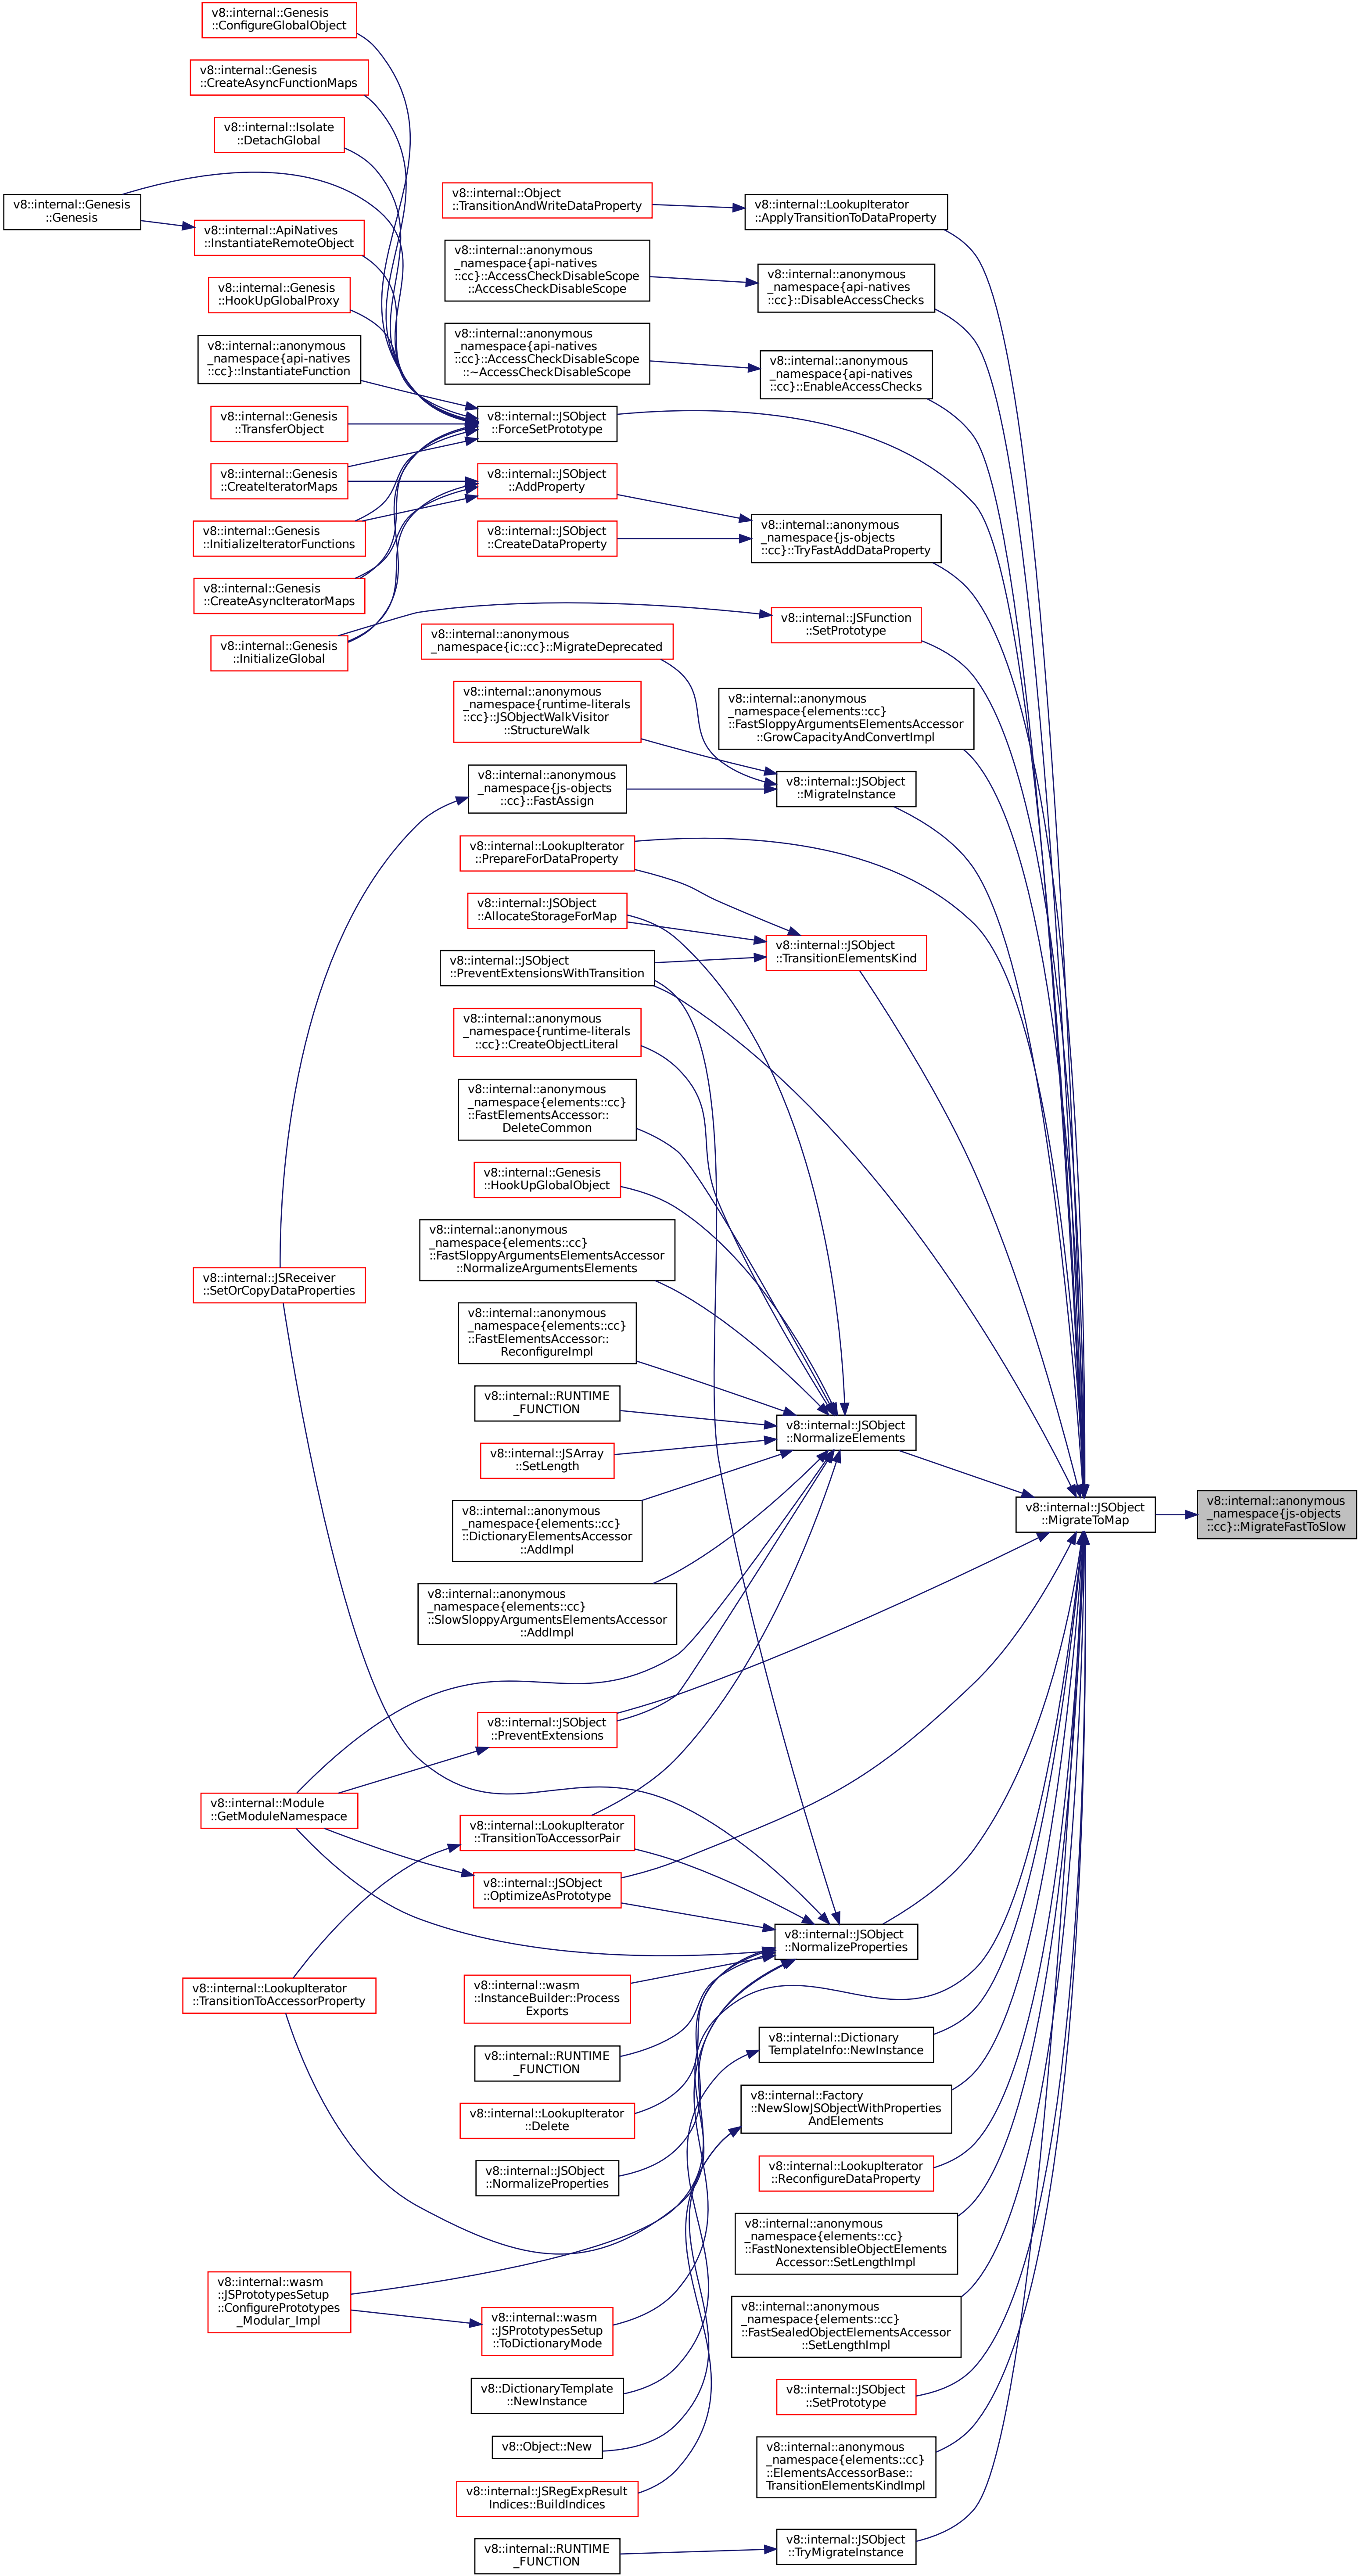 v8::internal::Genesis
::ConfigureGlobalObject
v8::internal::Genesis
::CreateAsyncFunctionMaps
v8::internal::Isolate
::DetachGlobal
v8::internal::Genesis
::Genesis
v8::internal::ApiNatives
::InstantiateRemoteObject
v8::internal::Genesis
::HookUpGlobalProxy
v8::internal::anonymous
_namespace{api-natives
::cc}::InstantiateFunction
v8::internal::Genesis
::TransferObject
v8::internal::Genesis
::CreateIteratorMaps
v8::internal::Genesis
::InitializeIteratorFunctions
v8::internal::Genesis
::CreateAsyncIteratorMaps
v8::internal::Genesis
::InitializeGlobal
v8::internal::JSReceiver
::SetOrCopyDataProperties
v8::internal::Module
::GetModuleNamespace
v8::internal::LookupIterator
::TransitionToAccessorProperty
v8::internal::wasm
::JSPrototypesSetup
::ConfigurePrototypes
_Modular_Impl
v8::internal::Object
::TransitionAndWriteDataProperty
v8::internal::anonymous
_namespace{api-natives
::cc}::AccessCheckDisableScope
::AccessCheckDisableScope
v8::internal::anonymous
_namespace{api-natives
::cc}::AccessCheckDisableScope
::~AccessCheckDisableScope
v8::internal::JSObject
::ForceSetPrototype
v8::internal::JSObject
::AddProperty
v8::internal::JSObject
::CreateDataProperty
v8::internal::anonymous
_namespace{ic::cc}::MigrateDeprecated
v8::internal::anonymous
_namespace{runtime-literals
::cc}::JSObjectWalkVisitor
::StructureWalk
v8::internal::anonymous
_namespace{js-objects
::cc}::FastAssign
v8::internal::LookupIterator
::PrepareForDataProperty
v8::internal::JSObject
::AllocateStorageForMap
v8::internal::JSObject
::PreventExtensionsWithTransition
v8::internal::anonymous
_namespace{runtime-literals
::cc}::CreateObjectLiteral
v8::internal::anonymous
_namespace{elements::cc}
::FastElementsAccessor::
DeleteCommon
v8::internal::Genesis
::HookUpGlobalObject
v8::internal::anonymous
_namespace{elements::cc}
::FastSloppyArgumentsElementsAccessor
::NormalizeArgumentsElements
v8::internal::anonymous
_namespace{elements::cc}
::FastElementsAccessor::
ReconfigureImpl
v8::internal::RUNTIME
_FUNCTION
v8::internal::JSArray
::SetLength
v8::internal::anonymous
_namespace{elements::cc}
::DictionaryElementsAccessor
::AddImpl
v8::internal::anonymous
_namespace{elements::cc}
::SlowSloppyArgumentsElementsAccessor
::AddImpl
v8::internal::JSObject
::PreventExtensions
v8::internal::LookupIterator
::TransitionToAccessorPair
v8::internal::JSObject
::OptimizeAsPrototype
v8::internal::wasm
::InstanceBuilder::Process
Exports
v8::internal::RUNTIME
_FUNCTION
v8::internal::LookupIterator
::Delete
v8::internal::JSObject
::NormalizeProperties
v8::internal::wasm
::JSPrototypesSetup
::ToDictionaryMode
v8::DictionaryTemplate
::NewInstance
v8::Object::New
v8::internal::JSRegExpResult
Indices::BuildIndices
v8::internal::RUNTIME
_FUNCTION
v8::internal::LookupIterator
::ApplyTransitionToDataProperty
v8::internal::anonymous
_namespace{api-natives
::cc}::DisableAccessChecks
v8::internal::anonymous
_namespace{api-natives
::cc}::EnableAccessChecks
v8::internal::anonymous
_namespace{js-objects
::cc}::TryFastAddDataProperty
v8::internal::JSFunction
::SetPrototype
v8::internal::anonymous
_namespace{elements::cc}
::FastSloppyArgumentsElementsAccessor
::GrowCapacityAndConvertImpl
v8::internal::JSObject
::MigrateInstance
v8::internal::JSObject
::TransitionElementsKind
v8::internal::JSObject
::NormalizeElements
v8::internal::JSObject
::NormalizeProperties
v8::internal::Dictionary
TemplateInfo::NewInstance
v8::internal::Factory
::NewSlowJSObjectWithProperties
AndElements
v8::internal::LookupIterator
::ReconfigureDataProperty
v8::internal::anonymous
_namespace{elements::cc}
::FastNonextensibleObjectElements
Accessor::SetLengthImpl
v8::internal::anonymous
_namespace{elements::cc}
::FastSealedObjectElementsAccessor
::SetLengthImpl
v8::internal::JSObject
::SetPrototype
v8::internal::anonymous
_namespace{elements::cc}
::ElementsAccessorBase::
TransitionElementsKindImpl
v8::internal::JSObject
::TryMigrateInstance
v8::internal::JSObject
::MigrateToMap
v8::internal::anonymous
_namespace{js-objects
::cc}::MigrateFastToSlow